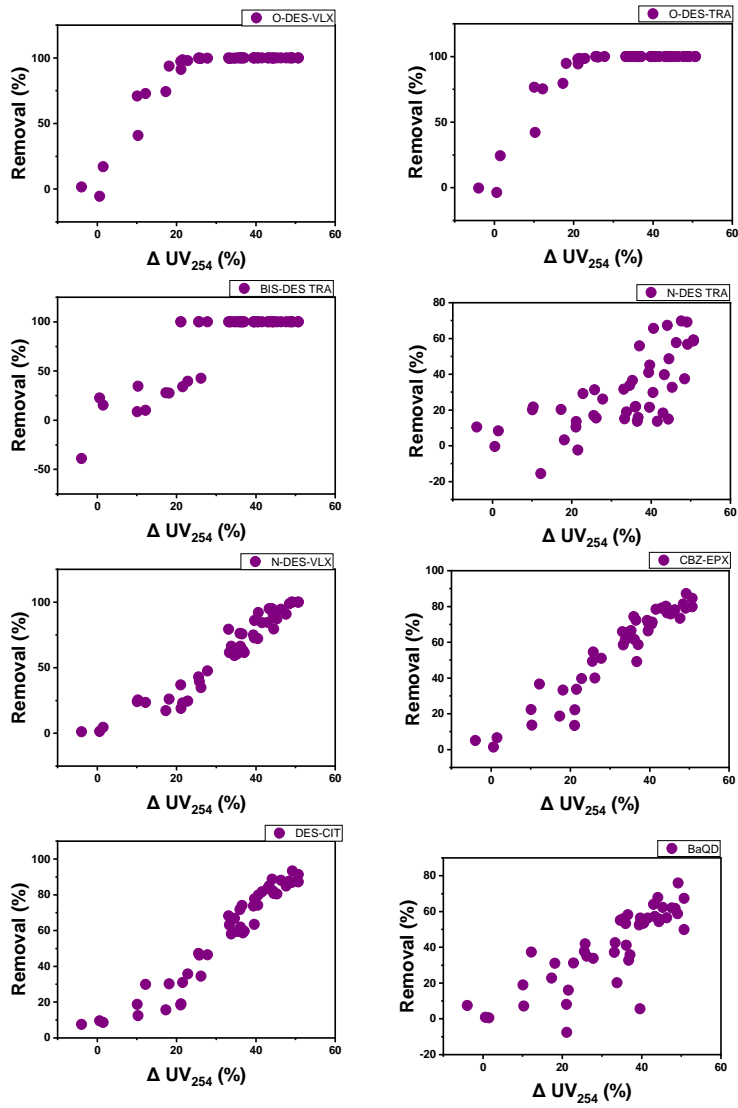 O-DES-VLX
Removal (%)
100
50
0
0
20
40
60
Δ UV254 (%)
O-DES-TRA
Removal (%)
100
50
0
0
20
40
60
Δ UV254 (%)
BIS-DES TRA
Removal (%)
100
50
0
-50
0
20
40
60
Δ UV254 (%)
N-DES TRA
Removal (%)
80
60
40
20
0
-20
0
20
40
60
Δ UV254 (%)
N-DES-VLX
Removal (%)
100
50
0
0
20
40
60
Δ UV254 (%)
CBZ-EPX
Removal (%)
100
80
60
40
20
0
0
20
40
60
Δ UV254 (%)
DES-CIT
Removal (%)
100
80
60
40
20
0
0
20
40
60
Δ UV254 (%)
BaQD
Removal (%)
80
60
40
20
0
-20
0
20
40
60
Δ UV254 (%)